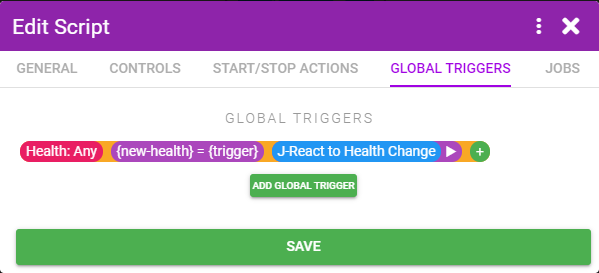 Edit Script
GENERAL CONTROLS START/STOP ACTIONS GLOBAL TRIGGERS JOBS
GLOBAL TRIGGERS
Health: Any {new-health} = {trigger} J-React to Health Change +
ADD GLOBAL TRIGGER
SAVE